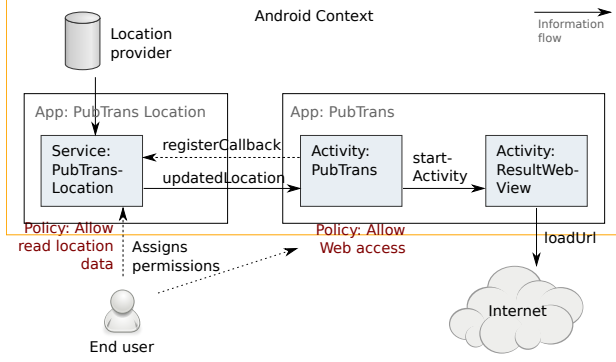 Android Context
Information
flow
Location
provider
App: PubTrans Location
App: PubTrans
Service:
PubTrans-
Location
registerCallback
updatedLocation
Activity:
PubTrans
start-
Activity
Activity:
ResultWeb-
View
Policy: Allow
read location
data
Assigns
permissions
Policy: Allow
Web access
loadUrl
Internet
End user